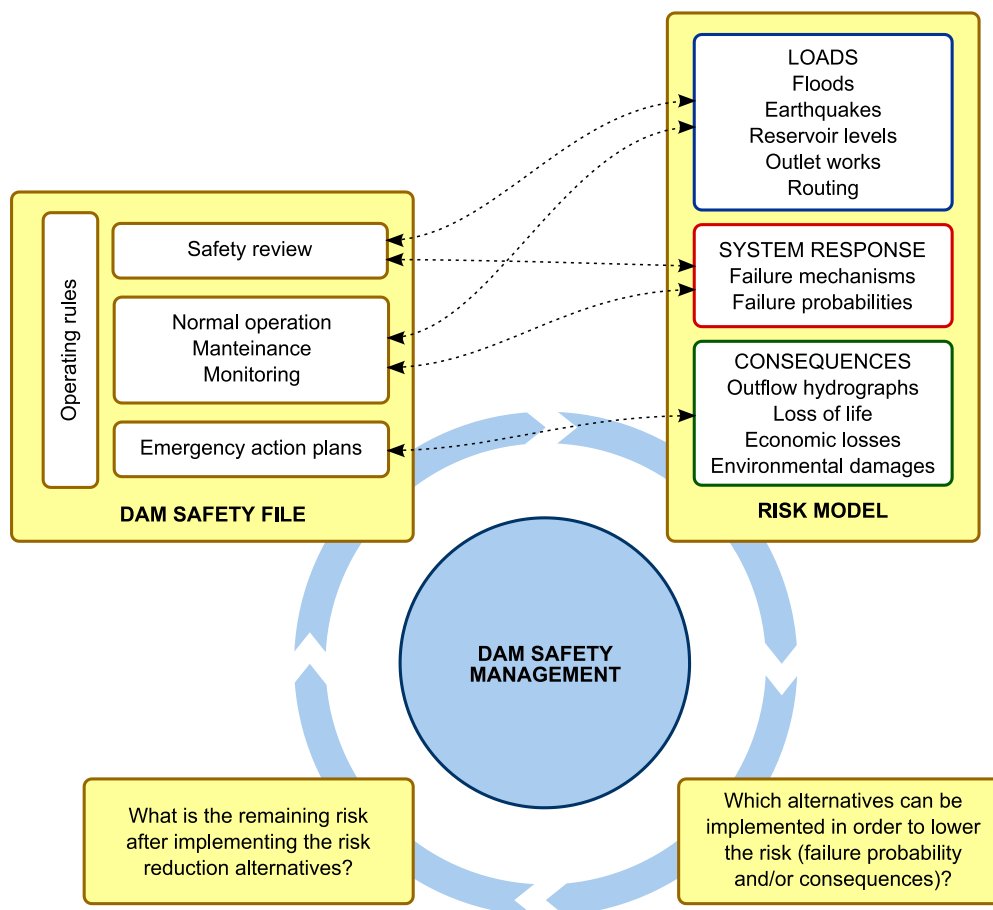 Operating rules
Safety review
Normal operation
Manteinance
Monitoring
Emergency action plans
DAM SAFETY FILE
LOADS
Floods
Earthquakes
Reservoir levels
Outlet works
Routing
SYSTEM RESPONSE
Failure mechanisms
Failure probabilities
CONSEQUENCES
Outflow hydrographs
Loss of life
Economic losses
Environmental damages
RISK MODEL
DAM SAFETY
MANAGEMENT
What is the remaining risk
after implementing the risk
reduction alternatives?
Which alternatives can be
implemented in order to lower
the risk (failure probability
and/or consequences)?